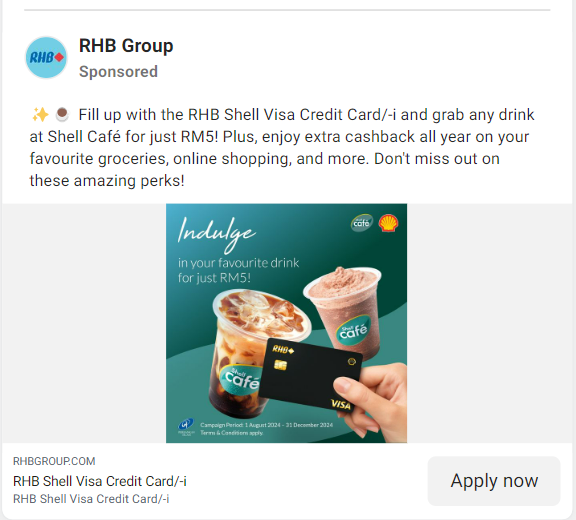 RHB
RHB Group
Sponsored
Fill up with the RHB Shell Visa Credit Card/-i and grab any drink
at Shell Café for just RM5! Plus, enjoy extra cashback all year on your
favourite groceries, online shopping, and more. Don't miss out on
these amazing perks!
Indulge
Shell
café
in your favourite drink
for just RM5!
Shell
café
Shell
café
RHB
VISA
Campaign Period: 1 August 2024 – 31 December 2024
Terms & Conditions apply.
RHBGROUP.COM
RHB Shell Visa Credit Card/-i
RHB Shell Visa Credit Card/-i
Apply now